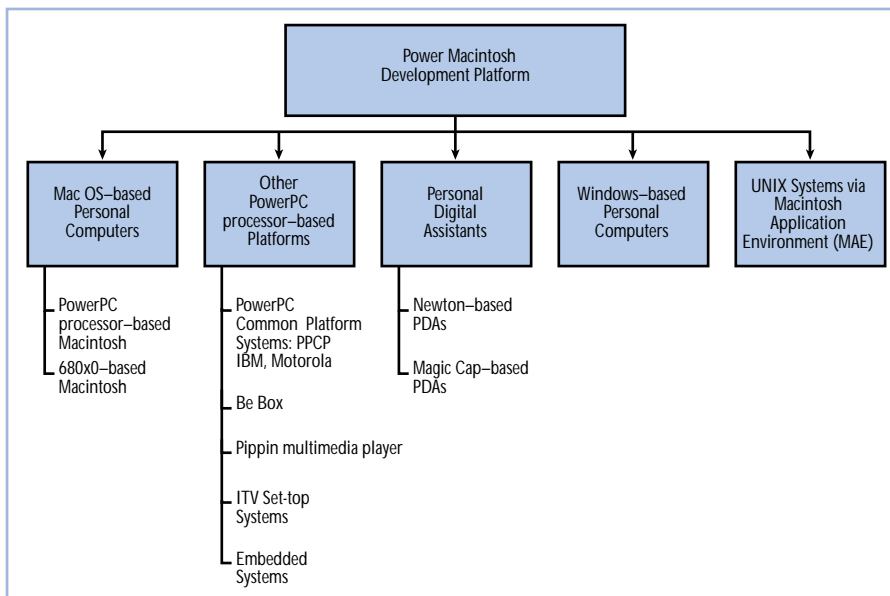 Power Macintosh
Development Platform
Mac OS–based
Personal
Computers
Other
PowerPC
processor–based
Platforms
Personal
Digital
Assistants
Windows–based
Personal
Computers
UNIX Systems via
Macintosh
Application
Environment (MAE)
PowerPC
processor–based
Macintosh
680x0–based
Macintosh
PowerPC
Common Platform
Systems: PPCP
IBM, Motorola
Be Box
Pippin multimedia player
ITV Set-top
Systems
Embedded
Systems
Newton–based
PDAs
Magic Cap–based
PDAs